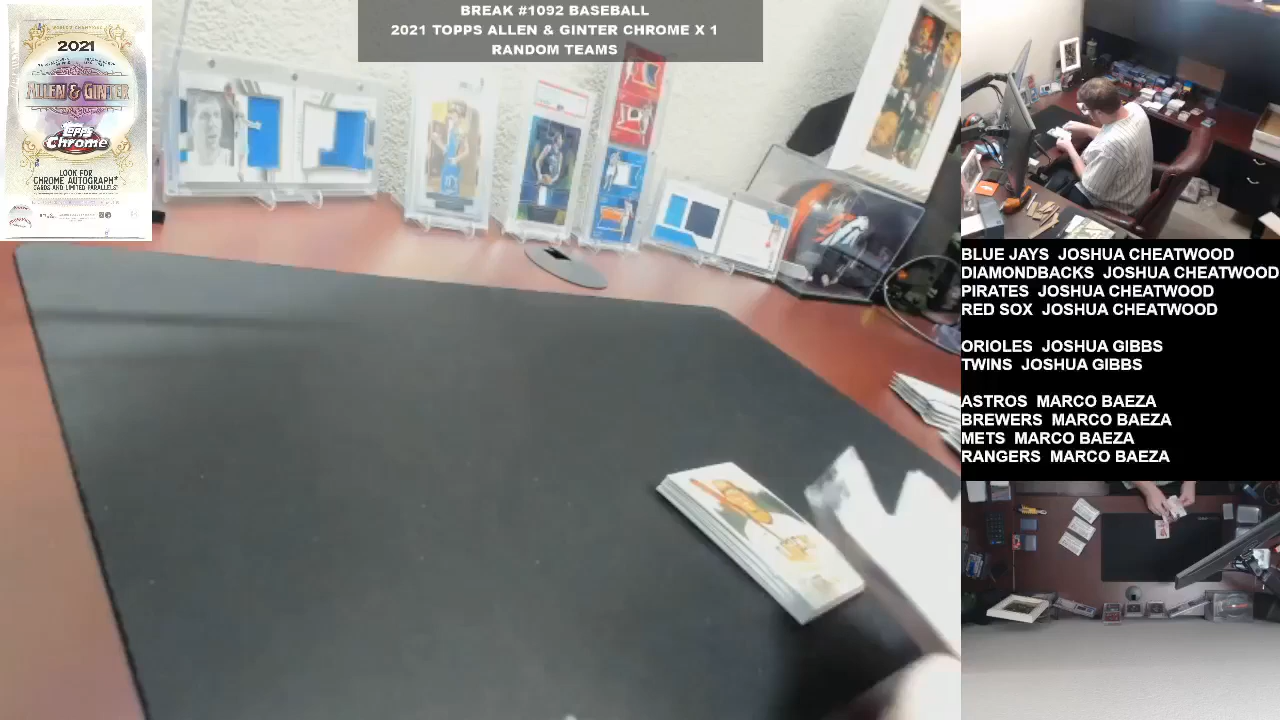 BREAK #1092 BASEBALL
2021 TOPPS ALLEN & GINTER CHROME X 1
RANDOM TEAMS
2021
ALLEN & GINTER
Topps
Chrome
LOOK FOR
CHROME AUTOGRAPH
CARDS AND LIMITED PARALLELS
BLUE JAYS JOSHUA CHEATWOOD
DIAMONDBACKS JOSHUA CHEATWOOD
PIRATES JOSHUA CHEATWOOD
RED SOX JOSHUA CHEATWOOD
ORIOLES JOSHUA GIBBS
TWINS JOSHUA GIBBS
ASTROS MARCO BAEZA
BREWERS MARCO BAEZA
METS MARCO BAEZA
RANGERS MARCO BAEZA